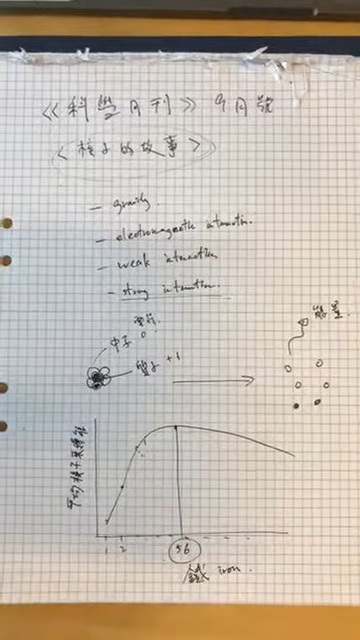 《科學月刊》9月號
<核子的故事>
— gravity.
— electromagnetic interaction.
— weak interaction
— strong interaction.
電荷.
中子 0
質子 +1
能量.
平均核子束縛能
1 2 56
鐵 iron.